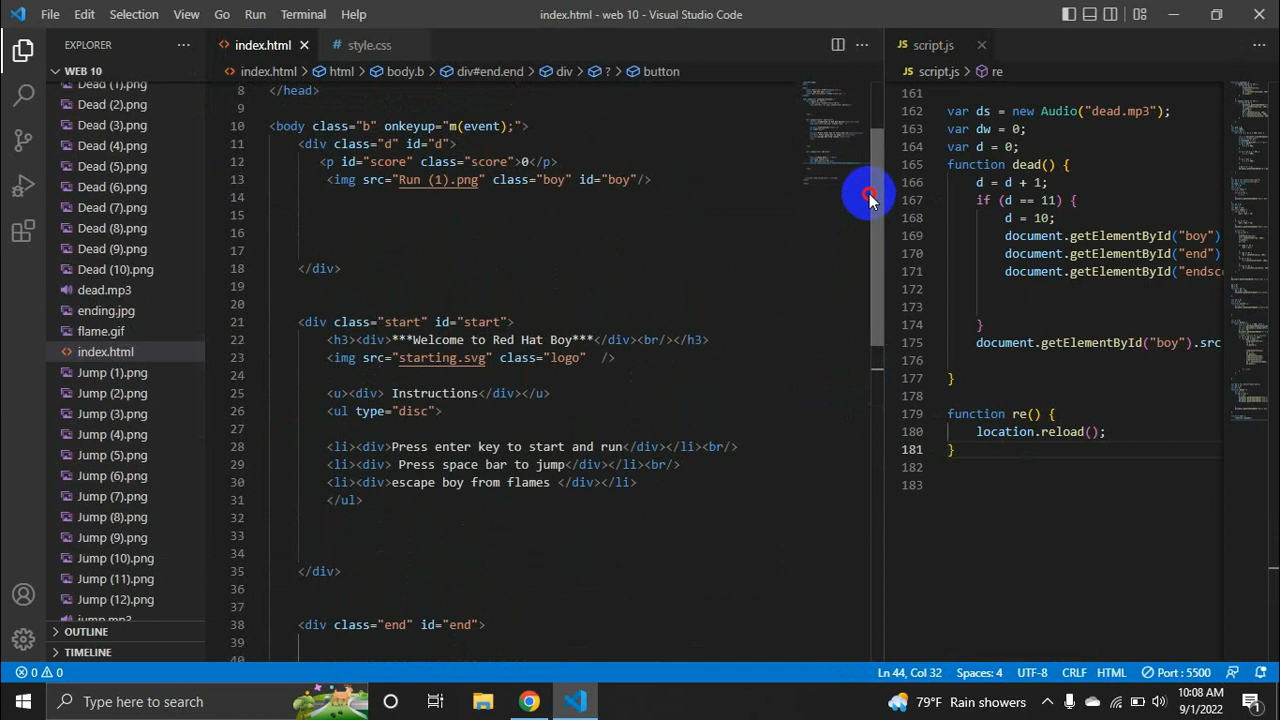 File Edit Selection View Go Run Terminal Help
index.html - web 10 - Visual Studio Code
EXPLORER
WEB 10
Dead (1).png
Dead (2).png
Dead (3).png
Dead (4).png
Dead (5).png
Dead (6).png
Dead (7).png
Dead (8).png
Dead (9).png
Dead (10).png
dead.mp3
ending.jpg
flame.gif
index.html
Jump (1).png
Jump (2).png
Jump (3).png
Jump (4).png
Jump (5).png
Jump (6).png
Jump (7).png
Jump (8).png
Jump (9).png
Jump (10).png
Jump (11).png
Jump (12).png
jump.mp3
OUTLINE
TIMELINE
index.html
style.css
index.html > html > body.b > div#end.end > div > ? > button
8 </head>
9
10 <body class="b" onkeyup="m(event);">
11 <div class="d" id="d">
12 <p id="score" class="score">0</p>
13 <img src="Run (1).png" class="boy" id="boy"/>
14
15
16
17
18 </div>
19
20
21 <div class="start" id="start">
22 <h3><div>***Welcome to Red Hat Boy***</div><br/></h3>
23 <img src="starting.svg" class="logo" />
24
25 <u><div> Instructions</div></u>
26 <ul type="disc">
27
28 <li><div>Press enter key to start and run</div></li><br/>
29 <li><div> Press space bar to jump</div></li><br/>
30 <li><div>escape boy from flames </div></li>
31 </ul>
32
33
34
35 </div>
36
37
38 <div class="end" id="end">
39
40
script.js
script.js > re
161
162 var ds = new Audio("dead.mp3");
163 var dw = 0;
164 var d = 0;
165 function dead() {
166 d = d + 1;
167 if (d == 11) {
168 d = 10;
169 document.getElementById("boy")
170 document.getElementById("end")
171 document.getElementById("endsc
172
173
174 }
175 document.getElementById("boy").src
176
177 }
178
179 function re() {
180 location.reload();
181 }
182
183
0 0
Ln 44, Col 32
Spaces: 4
UTF-8
CRLF
HTML
Port : 5500
Type here to search
79°F Rain showers
10:08 AM
9/1/2022
1